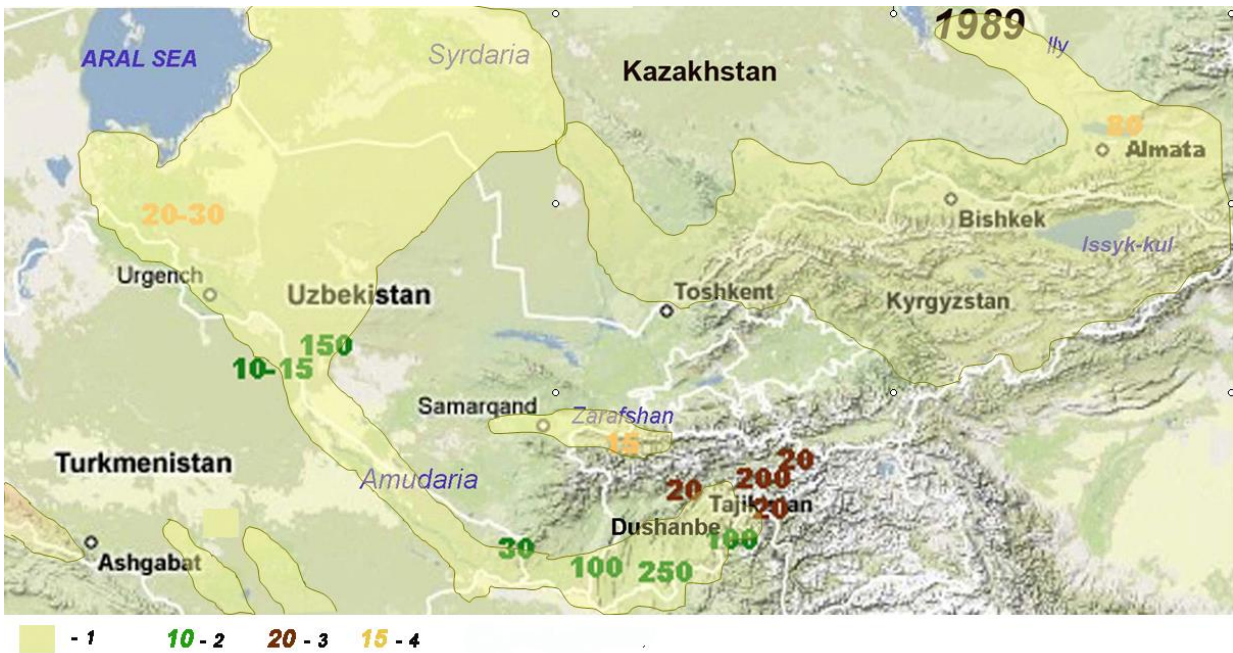 1989
ARAL SEA
Syrdaria
Kazakhstan
Ily
80
Almata
20-30
Bishkek
Issyk-kul
Urgench
Uzbekistan
Toshkent
Kyrgyzstan
150
10-15
Samarqand
Zarafshan
15
Turkmenistan
Amudaria
20
200
20
Tajikistan
20
Dushanbe
100
30
100
250
Ashgabat
- 1 10 - 2 20 - 3 15 - 4